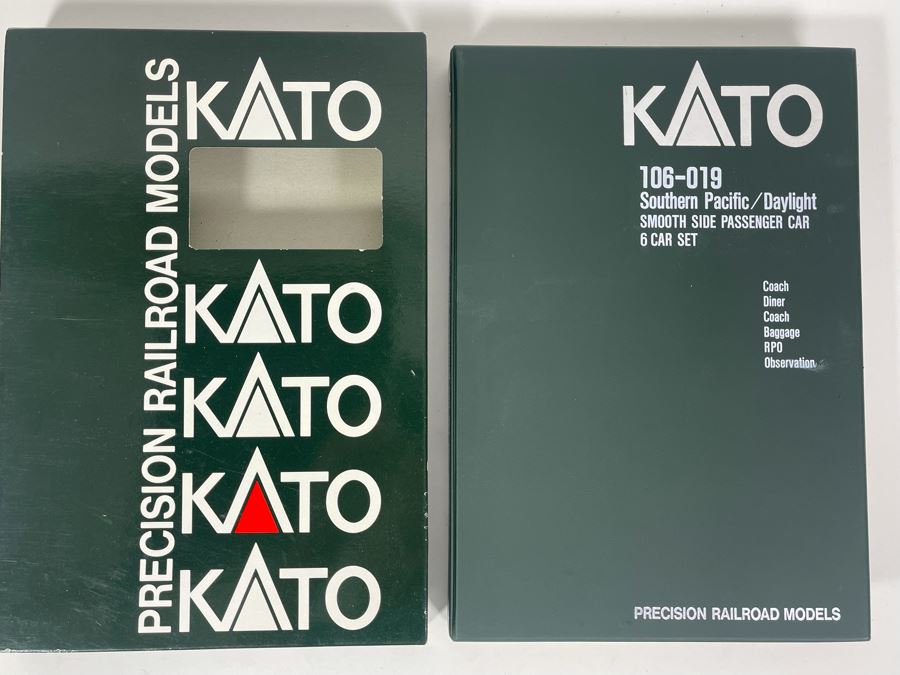 PRECISION RAILROAD MODELS
KATO
KATO
KATO
KATO
KATO
KATO
106-019
Southern Pacific/Daylight
SMOOTH SIDE PASSENGER CAR
6 CAR SET
Coach
Diner
Coach
Baggage
RPO
Observation
PRECISION RAILROAD MODELS